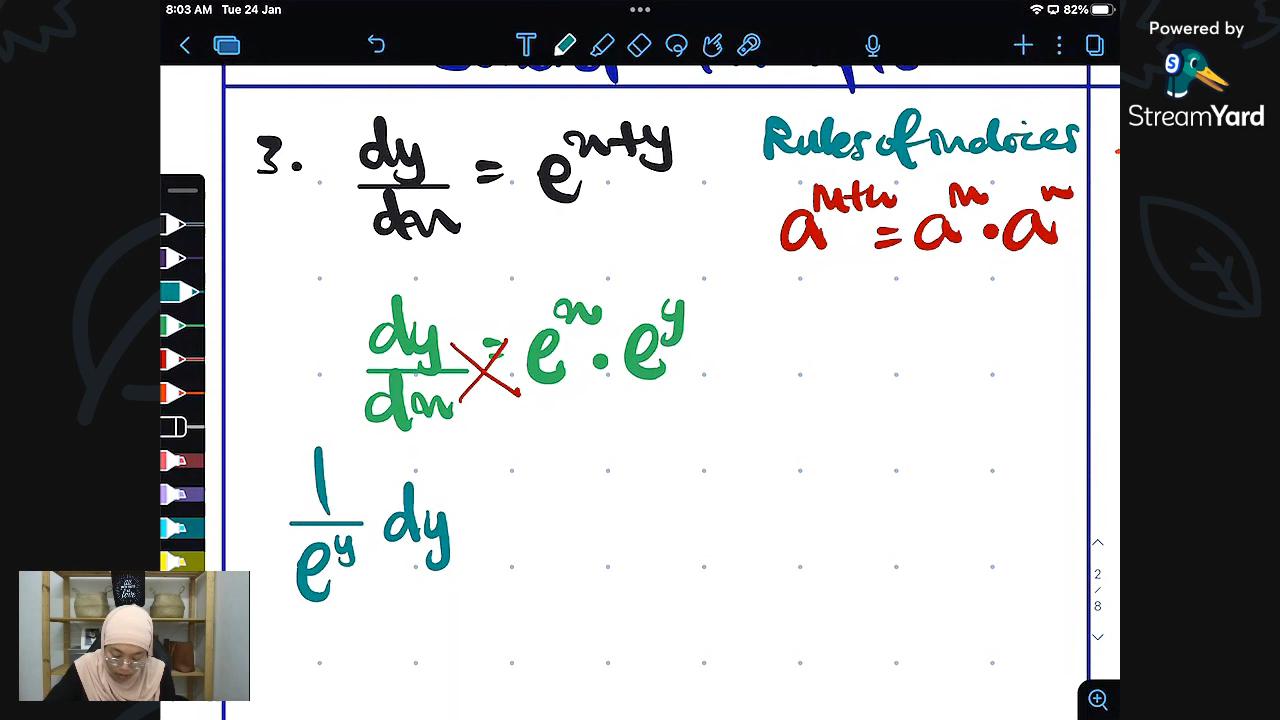 8:03 AM Tue 24 Jan
82%
Powered by
StreamYard
3. dy/dx = e^(x+y)
Rules of indices
a^(m+n) = a^m · a^n
dy/dx = e^x · e^y
1/e^y dy
2/8